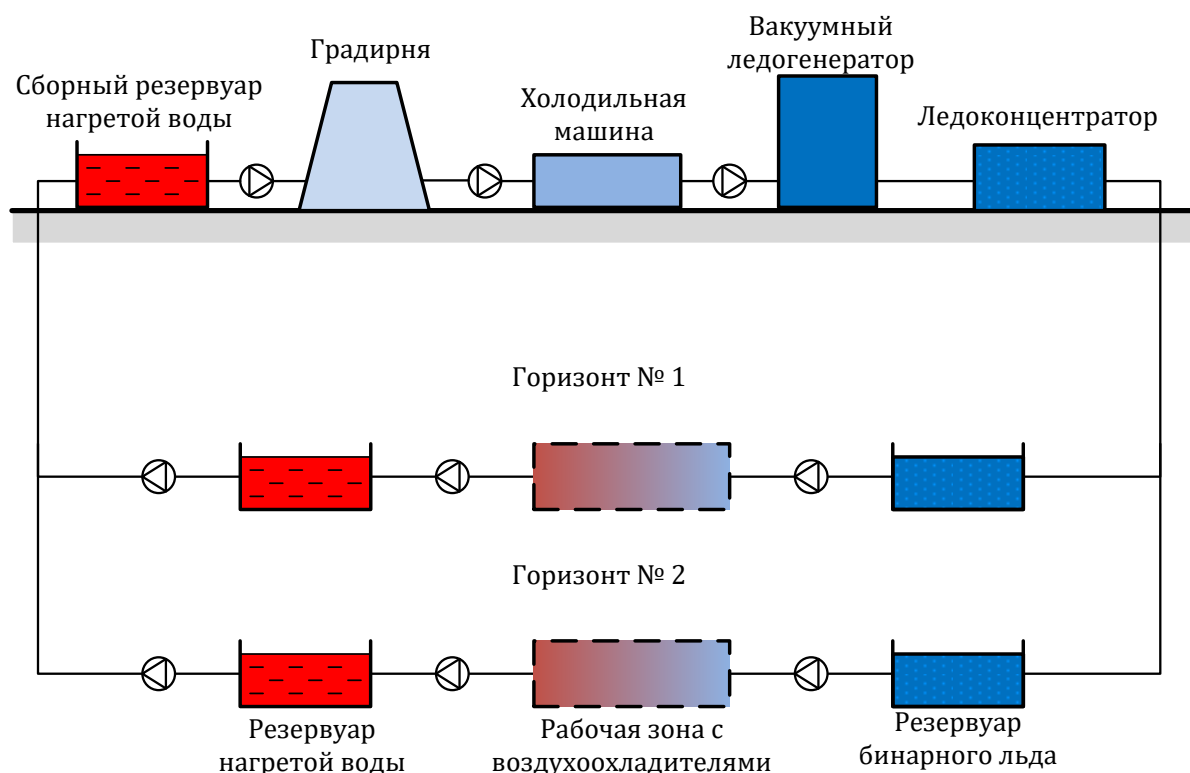 Сборный резервуар
нагретой воды
Градирня
Холодильная
машина
Вакуумный
ледогенератор
Ледоконцентратор
Горизонт № 1
Горизонт № 2
Резервуар
нагретой воды
Рабочая зона с
воздухоохладителями
Резервуар
бинарного льда